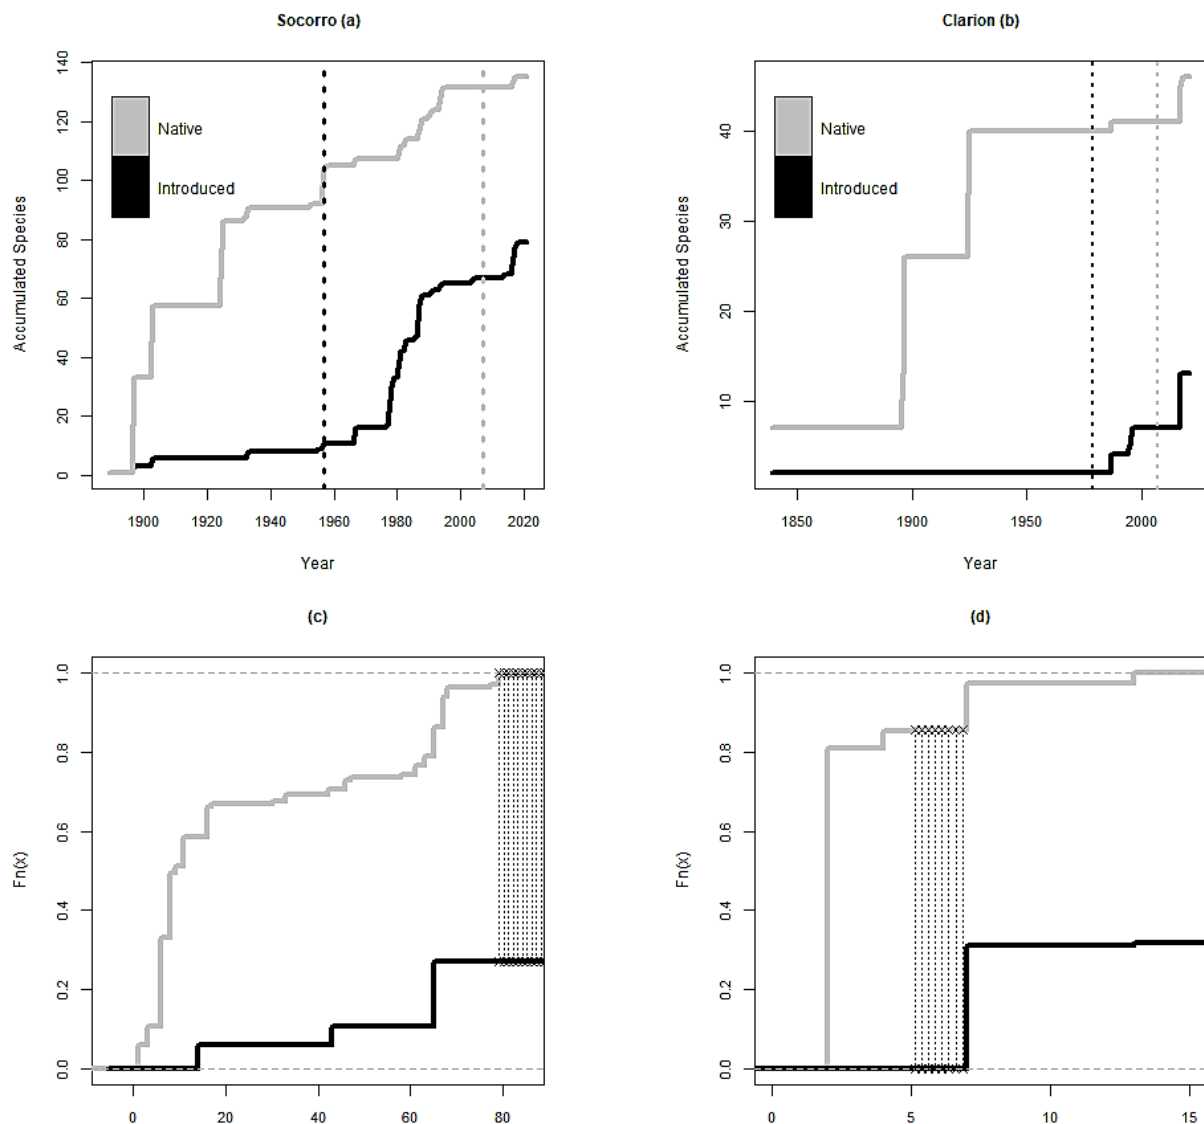 Socorro (a)
Accumulated Species
140
120
100
80
60
40
20
0
Native
Introduced
1900 1920 1940 1960 1980 2000 2020
Year
Clarion (b)
Accumulated Species
40
30
20
10
Native
Introduced
1850 1900 1950 2000
Year
(c)
Fn(x)
1.0
0.8
0.6
0.4
0.2
0.0
0 20 40 60 80
(d)
Fn(x)
1.0
0.8
0.6
0.4
0.2
0.0
0 5 10 15